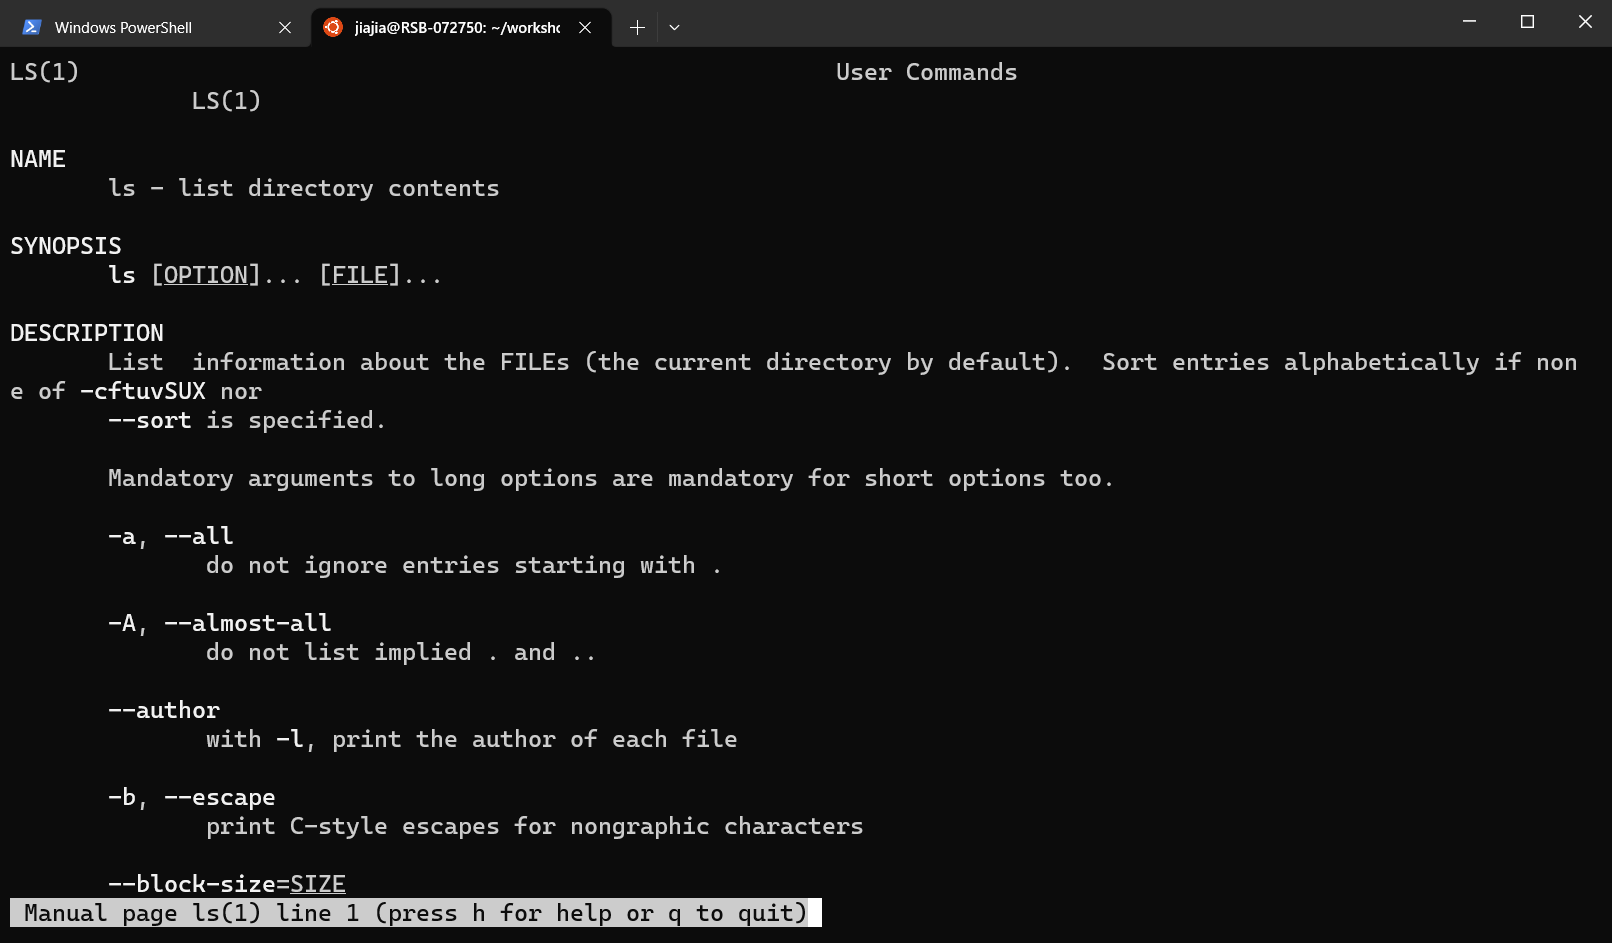 Windows PowerShell
jiajia@RSB-072750: ~/worksho
LS(1) User Commands
LS(1)
NAME
ls - list directory contents
SYNOPSIS
ls [OPTION]... [FILE]...
DESCRIPTION
List  information about the FILEs (the current directory by default).  Sort entries alphabetically if non
e of -cftuvSUX nor
--sort is specified.
Mandatory arguments to long options are mandatory for short options too.
-a, --all
do not ignore entries starting with .
-A, --almost-all
do not list implied . and ..
--author
with -l, print the author of each file
-b, --escape
print C-style escapes for nongraphic characters
--block-size=SIZE
Manual page ls(1) line 1 (press h for help or q to quit)